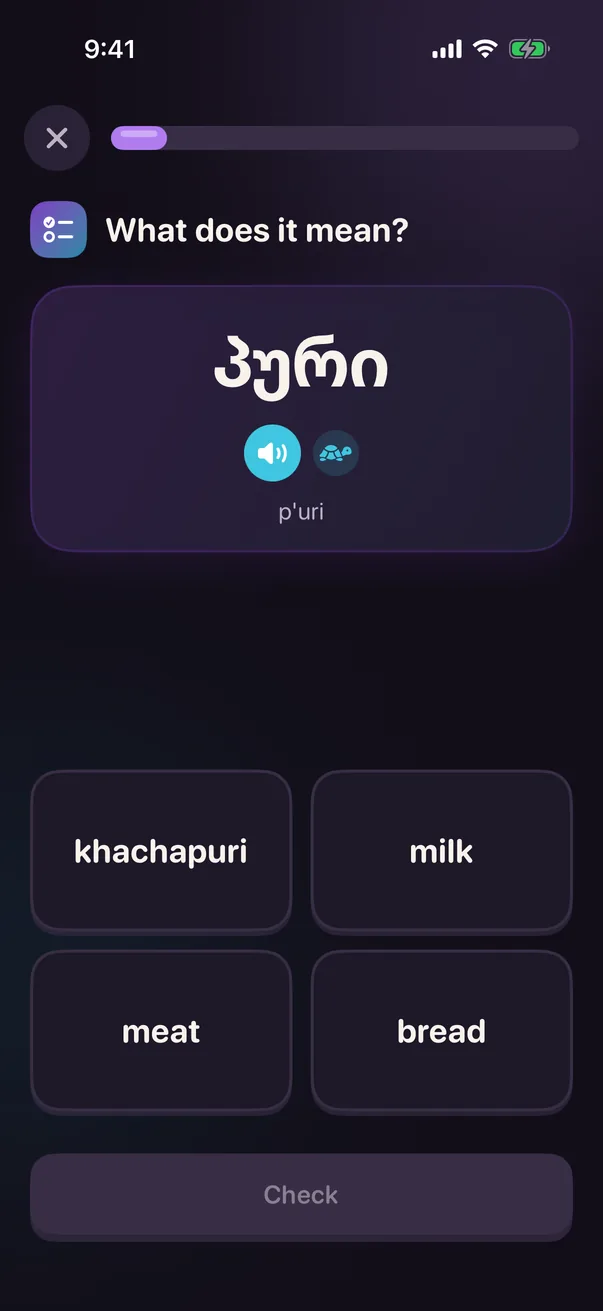 9:41
What does it mean?
პური
p'uri
khachapuri
milk
meat
bread
Check